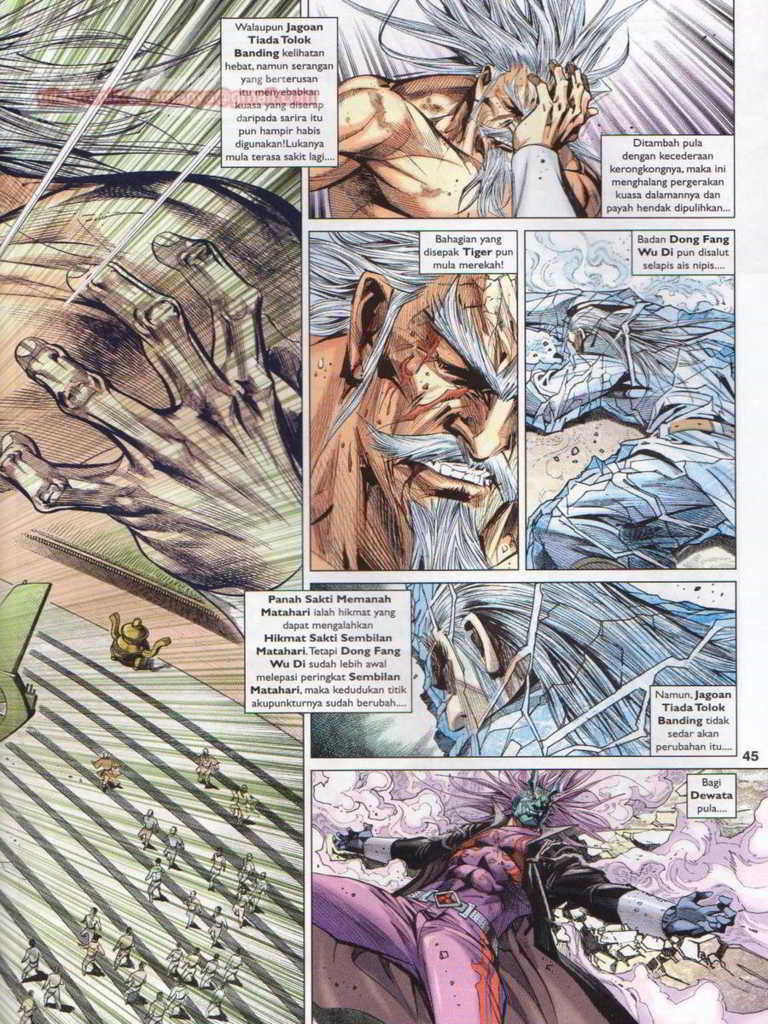 Walaupun Jagoan
Tiada Tolok
Banding kelihatan
hebat, namun serangan
yang berterusan
itu menyebabkan
kuasa yang diserap
daripada sarira itu
pun hampir habis
digunakan!Lukanya
mula terasa sakit lagi....
Ditambah pula
dengan kecederaan
kerongkongnya, maka ini
menghalang pergerakan
kuasa dalamannya dan
payah hendak dipulihkan...
Bahagian yang
disepak Tiger pun
mula merekah!
Badan Dong Fang
Wu Di pun disalut
selapis ais nipis....
Panah Sakti Memanah
Matahari ialah hikmat yang
dapat mengalahkan
Hikmat Sakti Sembilan
Matahari. Tetapi Dong Fang
Wu Di sudah lebih awal
melepasi peringkat Sembilan
Matahari, maka kedudukan titik
akupunkturnya sudah berubah....
Namun, Jagoan
Tiada Tolok
Banding tidak
sedar akan
perubahan itu....
45
Bagi
Dewata
pula....